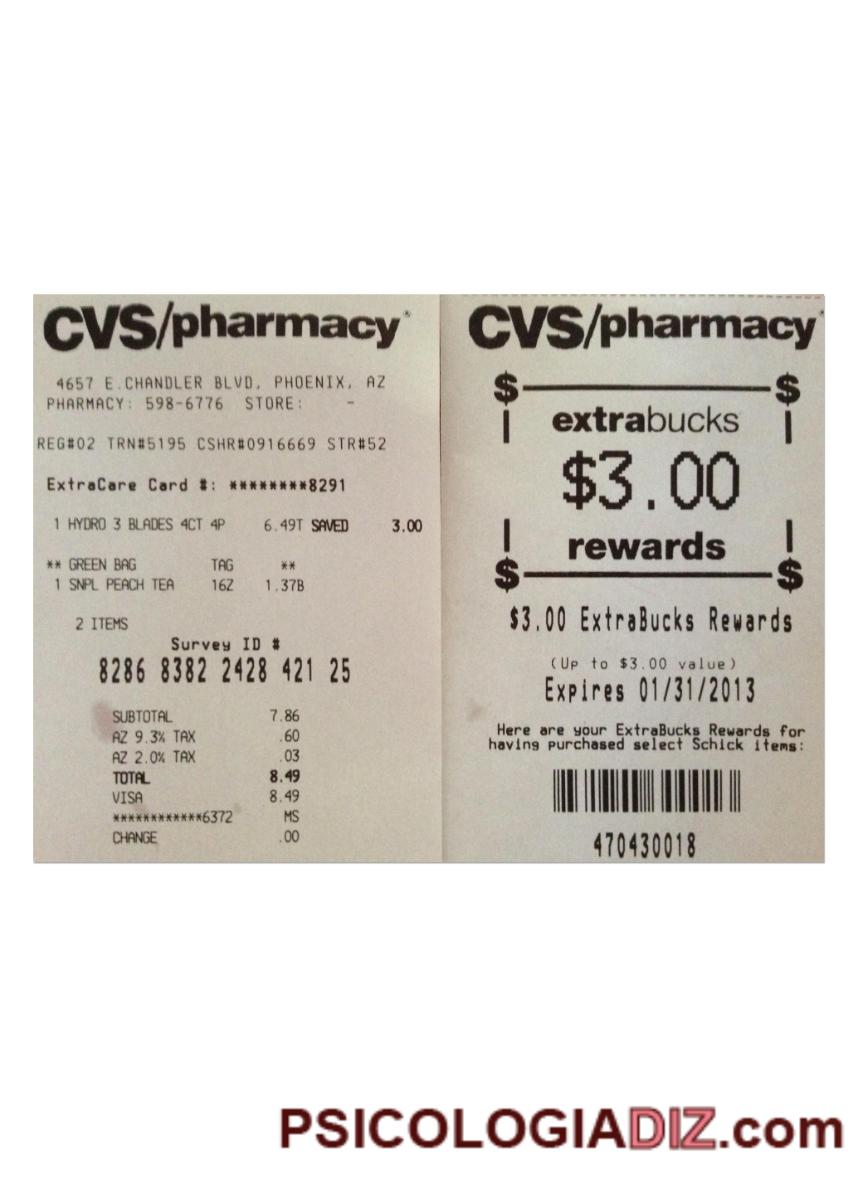 CVS/pharmacy®
4657 E.CHANDLER BLVD, PHOENIX, AZ
PHARMACY: 598-6776 STORE: -
REG#02 TRN#5195 CSHR#0916669 STR#52
ExtraCare Card #: ********8291
1 HYDRO 3 BLADES 4CT 4P 6.49T SAVED 3.00
** GREEN BAG TAG **
1 SNPL PEACH TEA 16Z 1.37B
2 ITEMS
Survey ID #
8286 8382 2428 421 25
SUBTOTAL 7.86
AZ 9.3% TAX .60
AZ 2.0% TAX .03
TOTAL 8.49
VISA 8.49
************6372 MS
CHANGE .00
CVS/pharmacy®
$ $
extrabucks
$3.00
rewards
$ $
$3.00 ExtraBucks Rewards
(Up to $3.00 value)
Expires 01/31/2013
Here are your ExtraBucks Rewards for
having purchased select Schick items:
470430018
PSICOLOGIADIZ.com